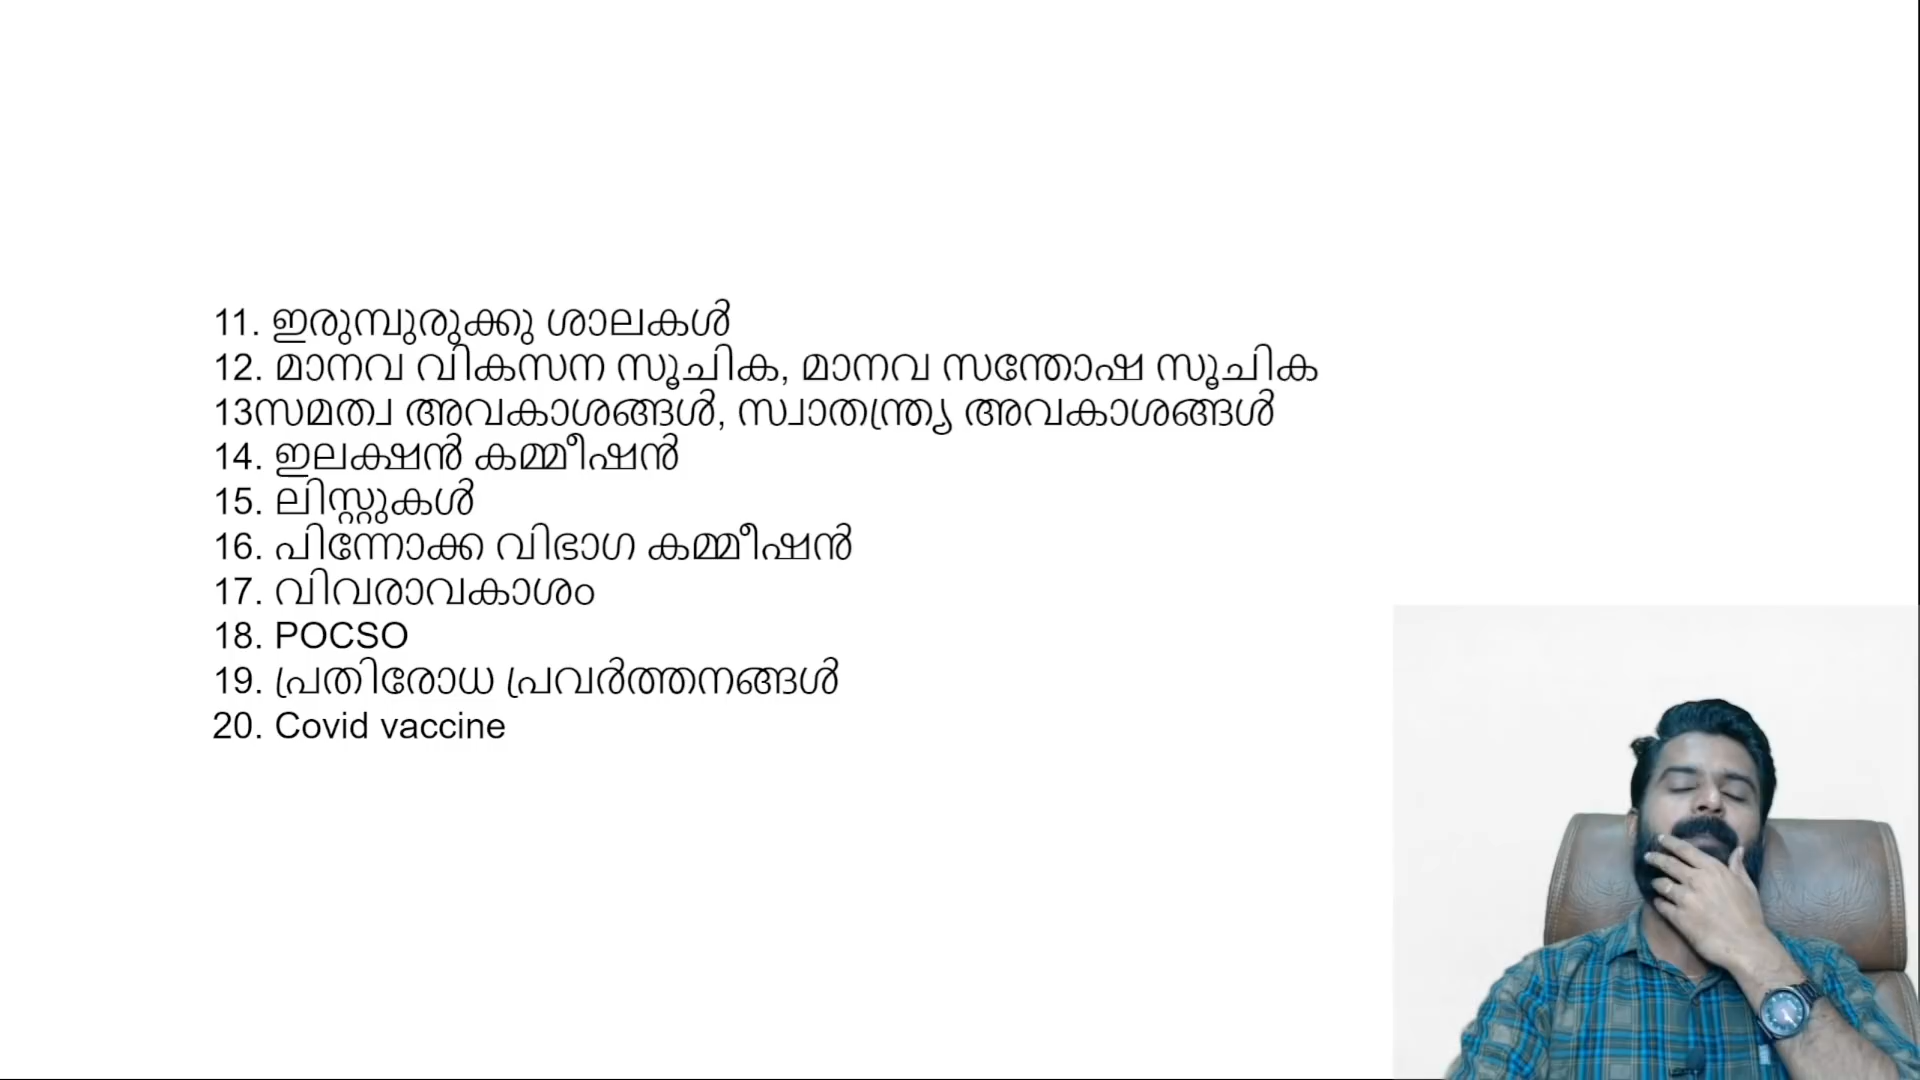 11. ഇരുമ്പുരുക്കു ശാലകൾ
12. മാനവ വികസന സൂചിക, മാനവ സന്തോഷ സൂചിക
13സമത്വ അവകാശങ്ങൾ, സ്വാതന്ത്ര്യ അവകാശങ്ങൾ
14. ഇലക്ഷൻ കമ്മീഷൻ
15. ലിസ്റ്റുകൾ
16. പിന്നോക്ക വിഭാഗ കമ്മീഷൻ
17. വിവരാവകാശം
18. POCSO
19. പ്രതിരോധ പ്രവർത്തനങ്ങൾ
20. Covid vaccine